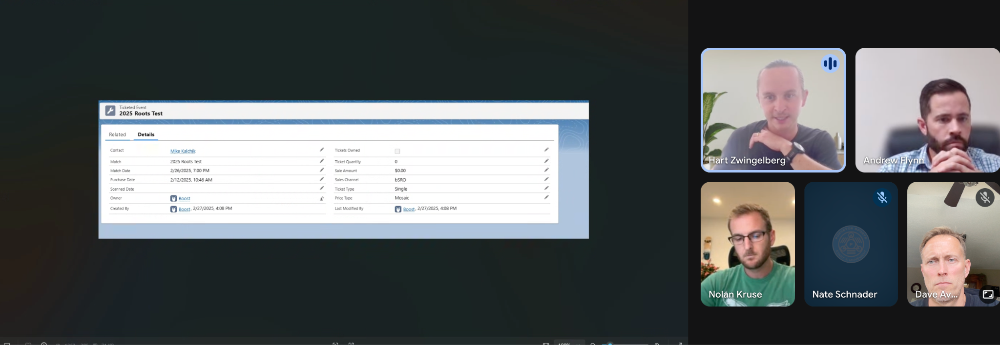 Ticketed Event
2025 Roots Test
Related Details
Contact Mike Kalchik
Match 2025 Roots Test
Match Date 2/26/2025, 7:00 PM
Purchase Date 2/12/2025, 10:46 AM
Scanned Date
Owner Boost
Created By Boost, 2/27/2025, 4:08 PM
Tickets Owned
Ticket Quantity 0
Sale Amount $0.00
Sales Channel bSRO
Ticket Type Single
Price Type Mosaic
Last Modified By Boost, 2/27/2025, 4:08 PM
Hart Zwingelberg
Andrew Flynn
Nolan Kruse
Nate Schnader
Dave Av...
100%